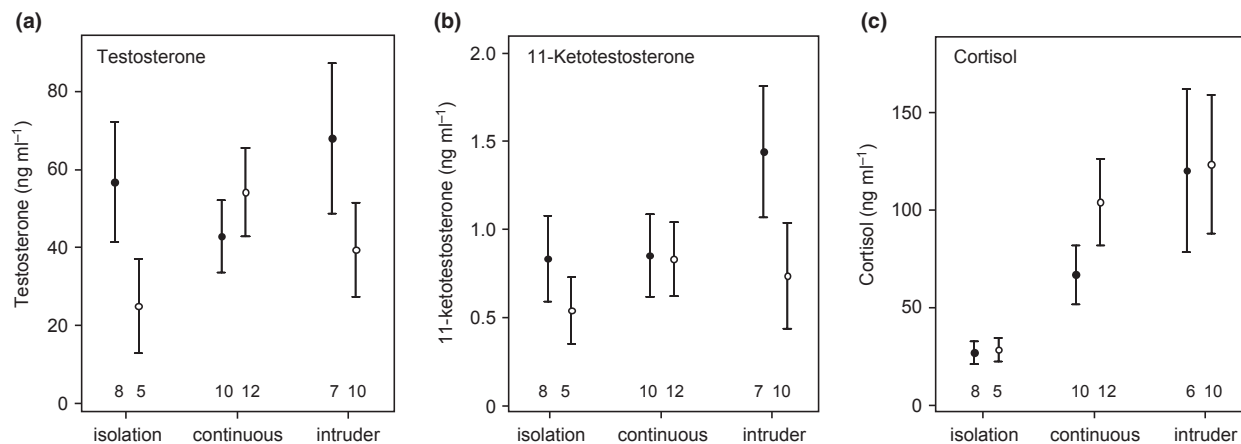 (a)
Testosterone
Testosterone (ng ml⁻¹)
80
60
40
20
0
8 5 10 12 7 10
isolation continuous intruder
(b)
11-Ketotestosterone
11-ketotestosterone (ng ml⁻¹)
2.0
1.5
1.0
0.5
0
8 5 10 12 7 10
isolation continuous intruder
(c)
Cortisol
Cortisol (ng ml⁻¹)
150
100
50
0
8 5 10 12 6 10
isolation continuous intruder